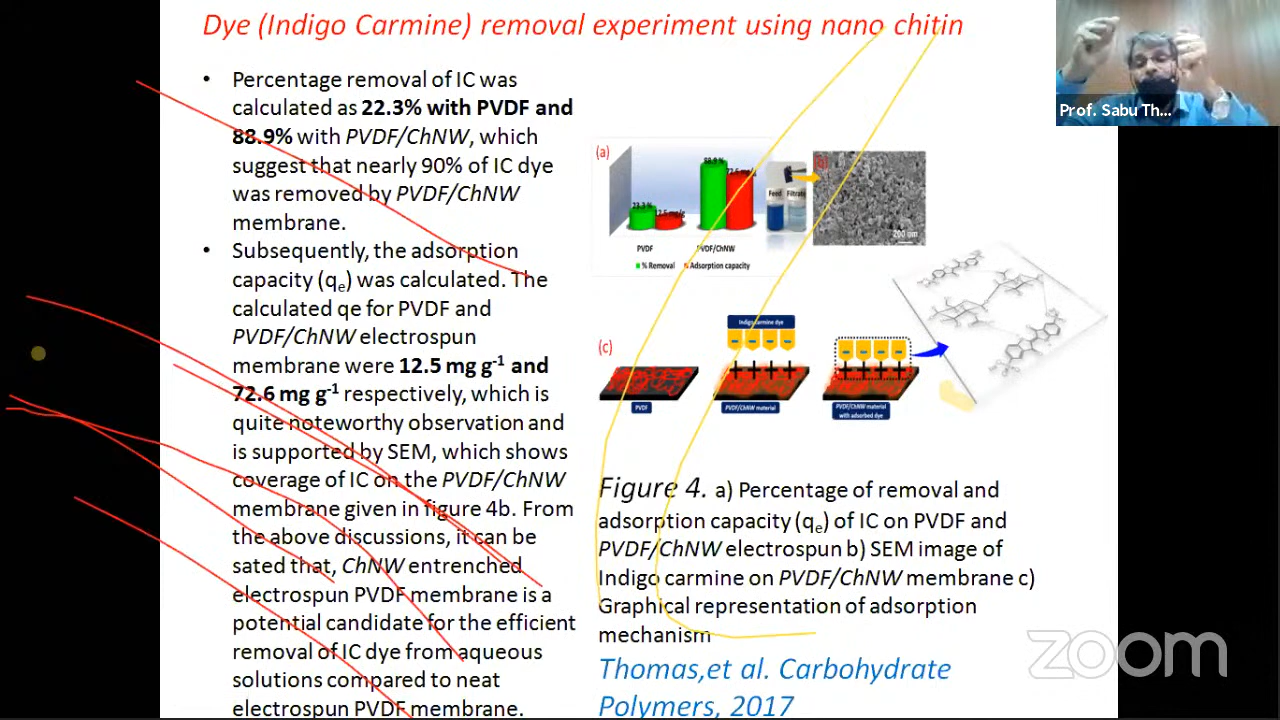 Dye (Indigo Carmine) removal experiment using nano chitin
• Percentage removal of IC was
calculated as 22.3% with PVDF and
88.9% with PVDF/ChNW, which
suggest that nearly 90% of IC dye
was removed by PVDF/ChNW
membrane.
• Subsequently, the adsorption
capacity (qe) was calculated. The
calculated qe for PVDF and
PVDF/ChNW electrospun
membrane were 12.5 mg g-1 and
72.6 mg g-1 respectively, which is
quite noteworthy observation and
is supported by SEM, which shows
coverage of IC on the PVDF/ChNW
membrane given in figure 4b. From
the above discussions, it can be
sated that, ChNW entrenched
electrospun PVDF membrane is a
potential candidate for the efficient
removal of IC dye from aqueous
solutions compared to neat
electrospun PVDF membrane.
Prof. Sabu Th...
(a)
88.9 %
72.6 mg/g
12.5 mg/g
PVDF
PVDF/ChNW
% Removal
Adsorption capacity
Feed
Filtrate
(b)
200 nm
(c)
Indigo carmine dye
PVDF
PVDF/ChNW material
PVDF/ChNW material
with adsorbed dye
Figure 4. a) Percentage of removal and
adsorption capacity (qe) of IC on PVDF and
PVDF/ChNW electrospun b) SEM image of
Indigo carmine on PVDF/ChNW membrane c)
Graphical representation of adsorption
mechanism
Thomas,et al. Carbohydrate
Polymers, 2017
zoom